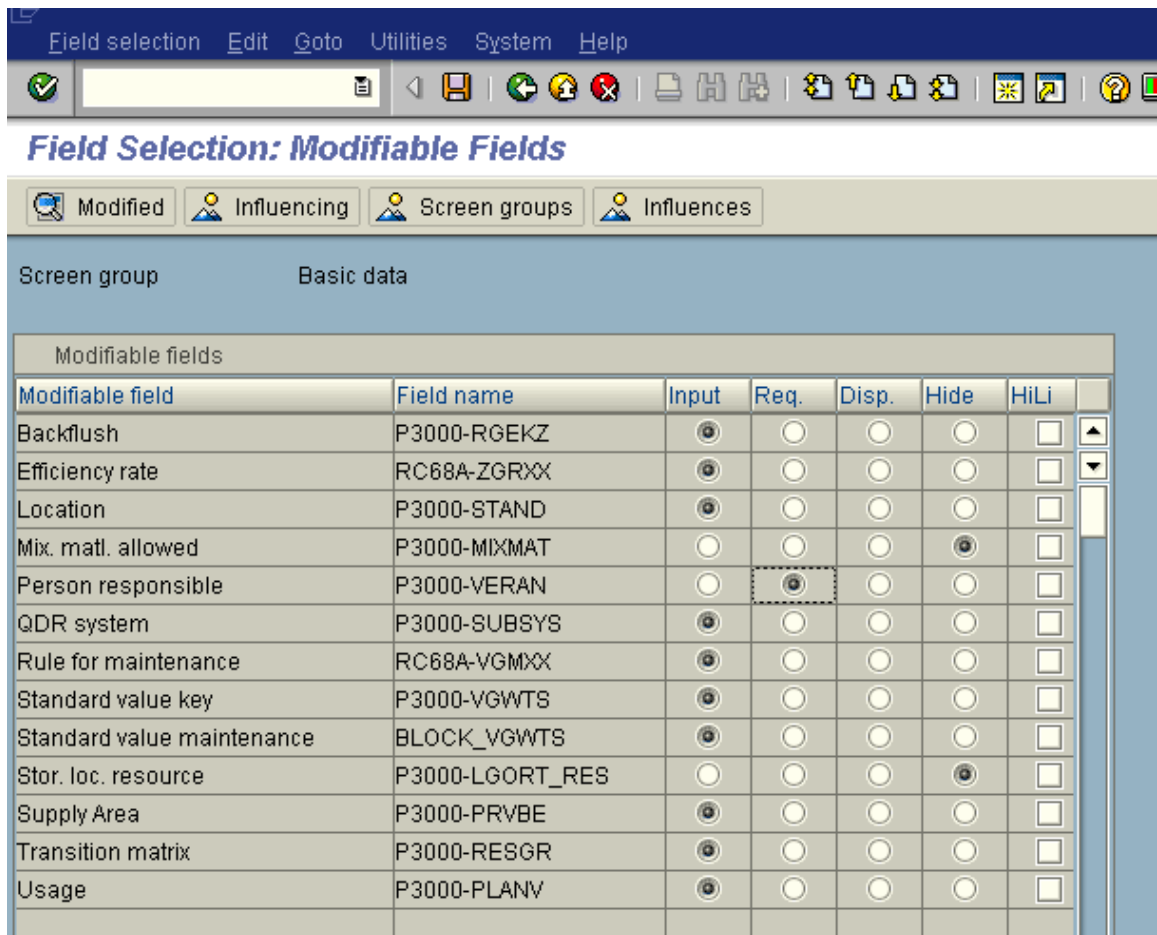 Field selection Edit Goto Utilities System Help
Field Selection: Modifiable Fields
Modified Influencing Screen groups Influences
Screen group Basic data
Modifiable fields
Modifiable field Field name Input Req. Disp. Hide HiLi
Backflush P3000-RGEKZ
Efficiency rate RC68A-ZGRXX
Location P3000-STAND
Mix. matl. allowed P3000-MIXMAT
Person responsible P3000-VERAN
QDR system P3000-SUBSYS
Rule for maintenance RC68A-VGMXX
Standard value key P3000-VGWTS
Standard value maintenance BLOCK_VGWTS
Stor. loc. resource P3000-LGORT_RES
Supply Area P3000-PRVBE
Transition matrix P3000-RESGR
Usage P3000-PLANV